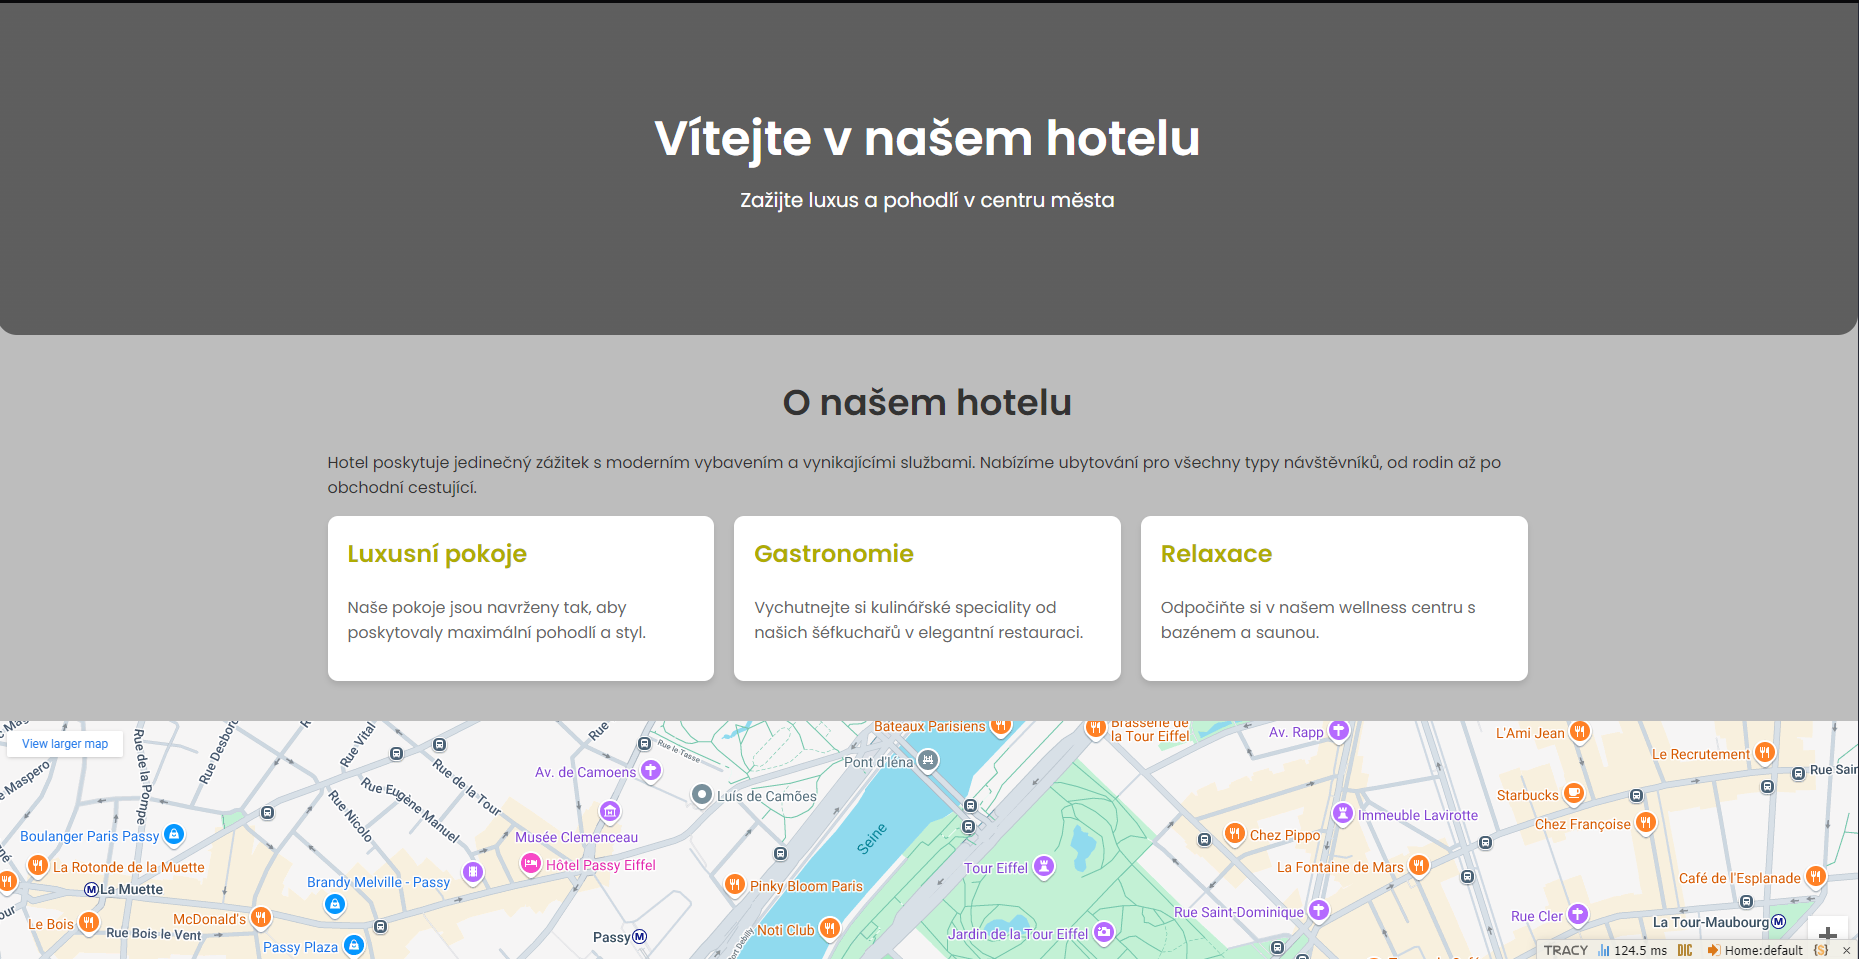 Vítejte v našem hotelu
Zažijte luxus a pohodlí v centru města
O našem hotelu
Hotel poskytuje jedinečný zážitek s moderním vybavením a vynikajícími službami. Nabízíme ubytování pro všechny typy návštěvníků, od rodin až po
obchodní cestující.
Luxusní pokoje
Naše pokoje jsou navrženy tak, aby
poskytovaly maximální pohodlí a styl.
Gastronomie
Vychutnejte si kulinářské speciality od
našich šéfkuchařů v elegantní restauraci.
Relaxace
Odpočiňte si v našem wellness centru s
bazénem a saunou.
View larger map
Rue de la Pompe
Rue Desbord
Rue Vital
Rue
Rue le Tasse
Bateaux Parisiens
Brasserie de
la Tour Eiffel
Av. Rapp
L'Ami Jean
Le Recrutement
Rue Sain
Maspero
Rue de la Tour
Av. de Camoens
Pont d'Iéna
Luís de Camões
Starbucks
Rue Eugène Manuel
Rue Nicolo
Immeuble Lavirotte
Chez Françoise
Boulanger Paris Passy
Musée Clemenceau
Seine
Chez Pippo
La Rotonde de la Muette
Hôtel Passy Eiffel
Tour Eiffel
La Fontaine de Mars
Café de l'Esplanade
La Muette
Brandy Melville - Passy
Pinky Bloom Paris
Rue Saint-Dominique
Rue Cler
La Tour-Maubourg
Le Bois
McDonald's
Rue Bois le Vent
Passy
Noti Club
Jardin de la Tour Eiffel
Passy Plaza
TRACY 124.5 ms DIC Home:default {$} ×